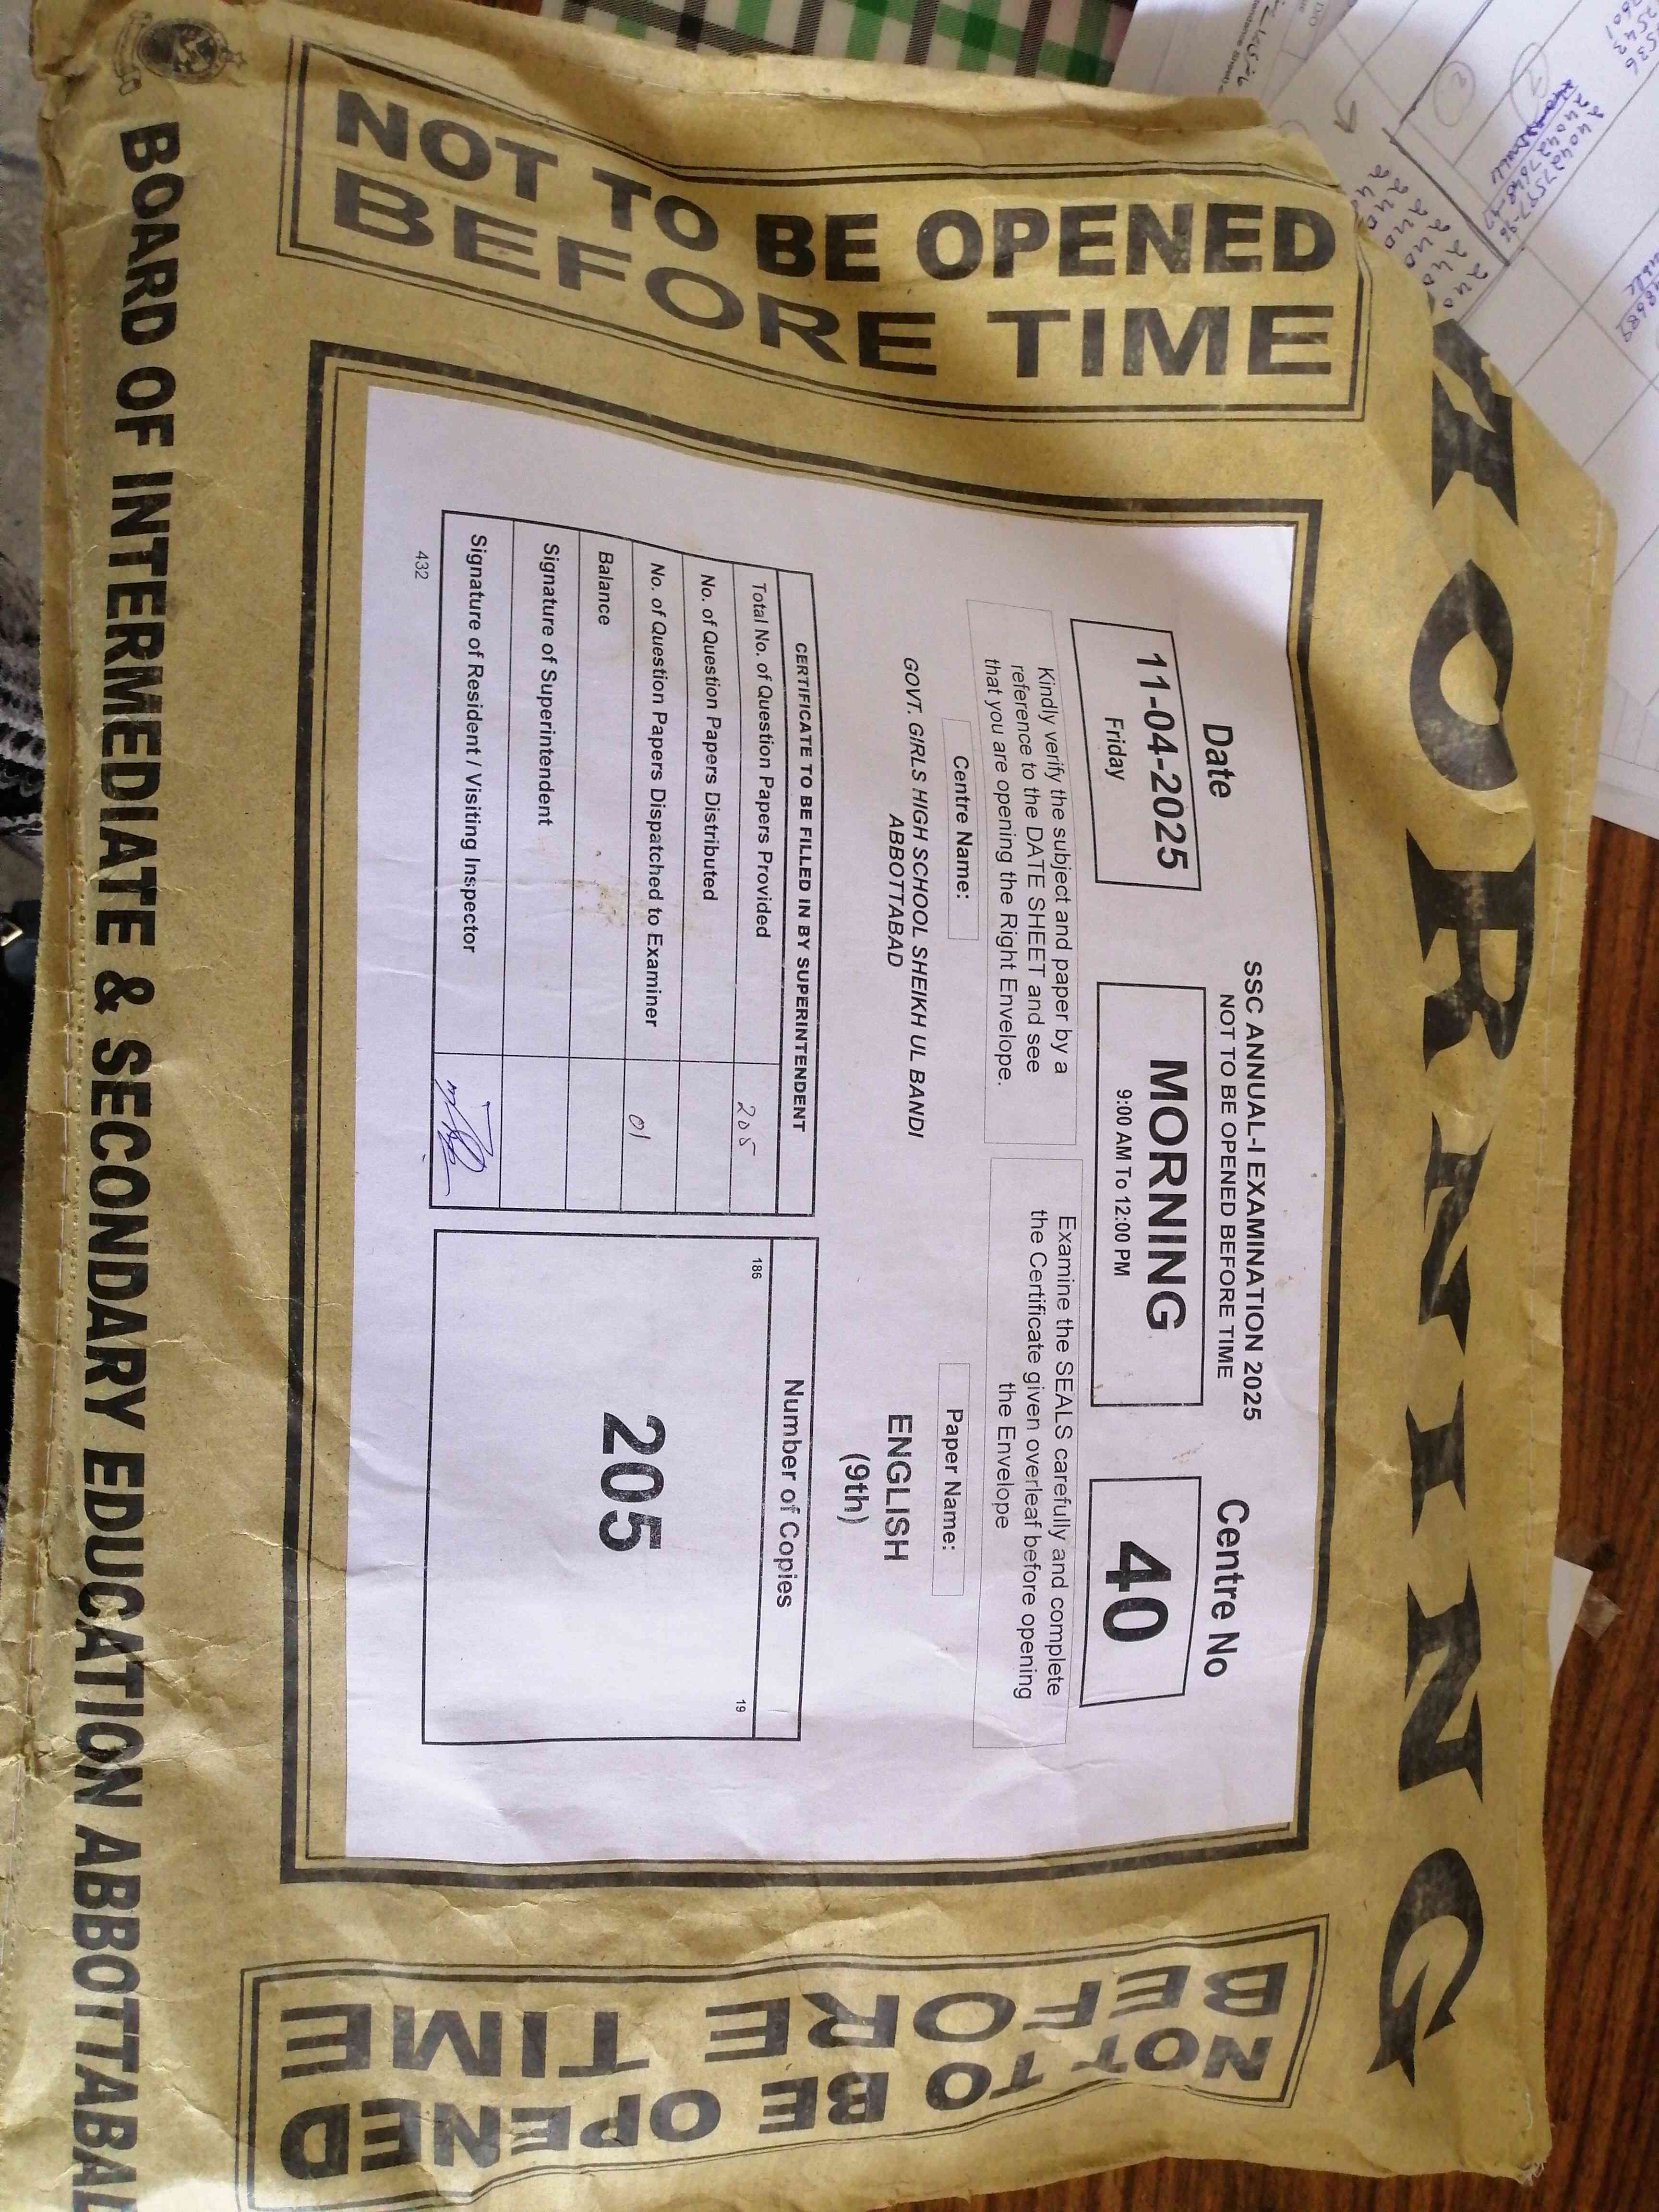 MORNING
NOT TO BE OPENED
BEFORE TIME
SSC ANNUAL-I EXAMINATION 2025
NOT TO BE OPENED BEFORE TIME
Date
11-04-2025
Friday
MORNING
9:00 AM To 12:00 PM
Centre No
40
Kindly verify the subject and paper by a
reference to the DATE SHEET and see
that you are opening the Right Envelope.
Examine the SEALS carefully and complete
the Certificate given overleaf before opening
the Envelope
Centre Name:
GOVT. GIRLS HIGH SCHOOL SHEIKH UL BANDI
ABBOTTABAD
Paper Name:
ENGLISH
(9th)
CERTIFICATE TO BE FILLED IN BY SUPERINTENDENT
Total No. of Question Papers Provided 205
No. of Question Papers Distributed
No. of Question Papers Dispatched to Examiner 01
Balance
Signature of Superintendent
Signature of Resident / Visiting Inspector
432
Number of Copies
186 19
205
NOT TO BE OPENED
BEFORE TIME
BOARD OF INTERMEDIATE & SECONDARY EDUCATION ABBOTTABAD